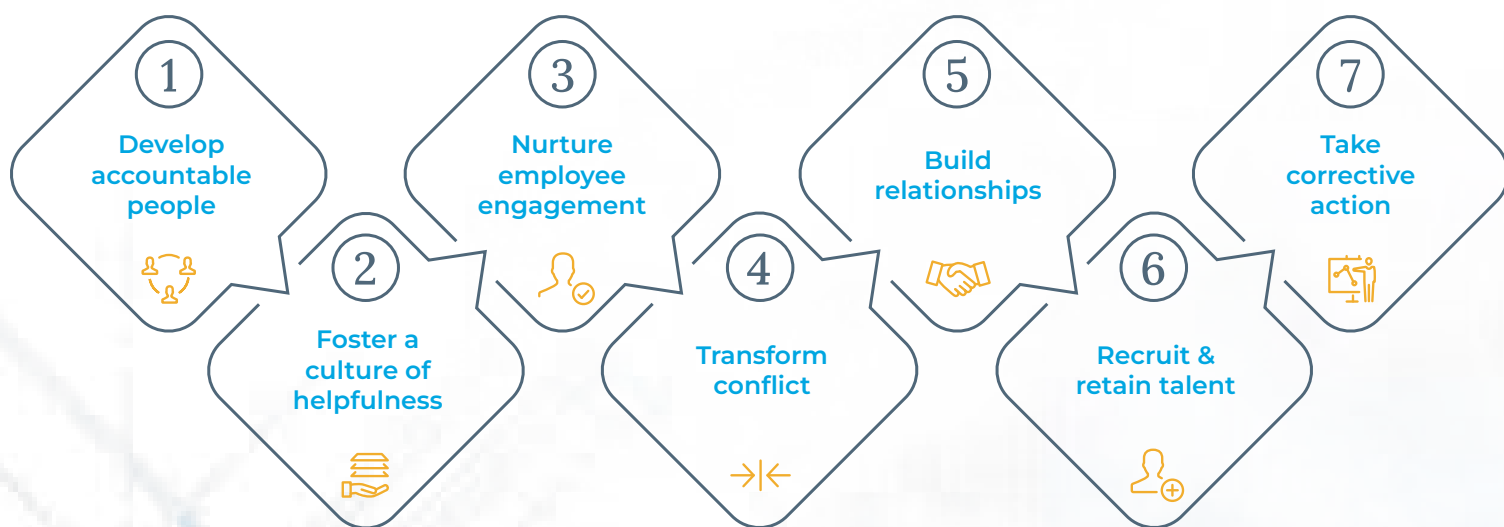 1
Develop
accountable
people
2
Foster a
culture of
helpfulness
3
Nurture
employee
engagement
4
Transform
conflict
5
Build
relationships
6
Recruit &
retain talent
7
Take
corrective
action